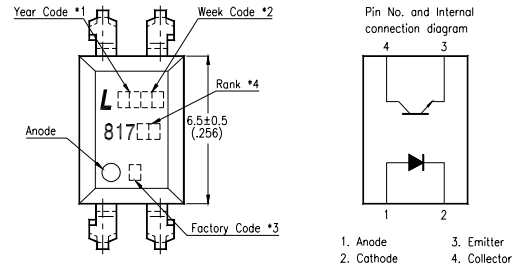 Year Code *1
Week Code *2
L
Rank *4
817
6.5±0.5
(.256)
Anode
Factory Code *3
Pin No. and Internal
connection diagram
4 3
1 2
1. Anode 3. Emitter
2. Cathode 4. Collector